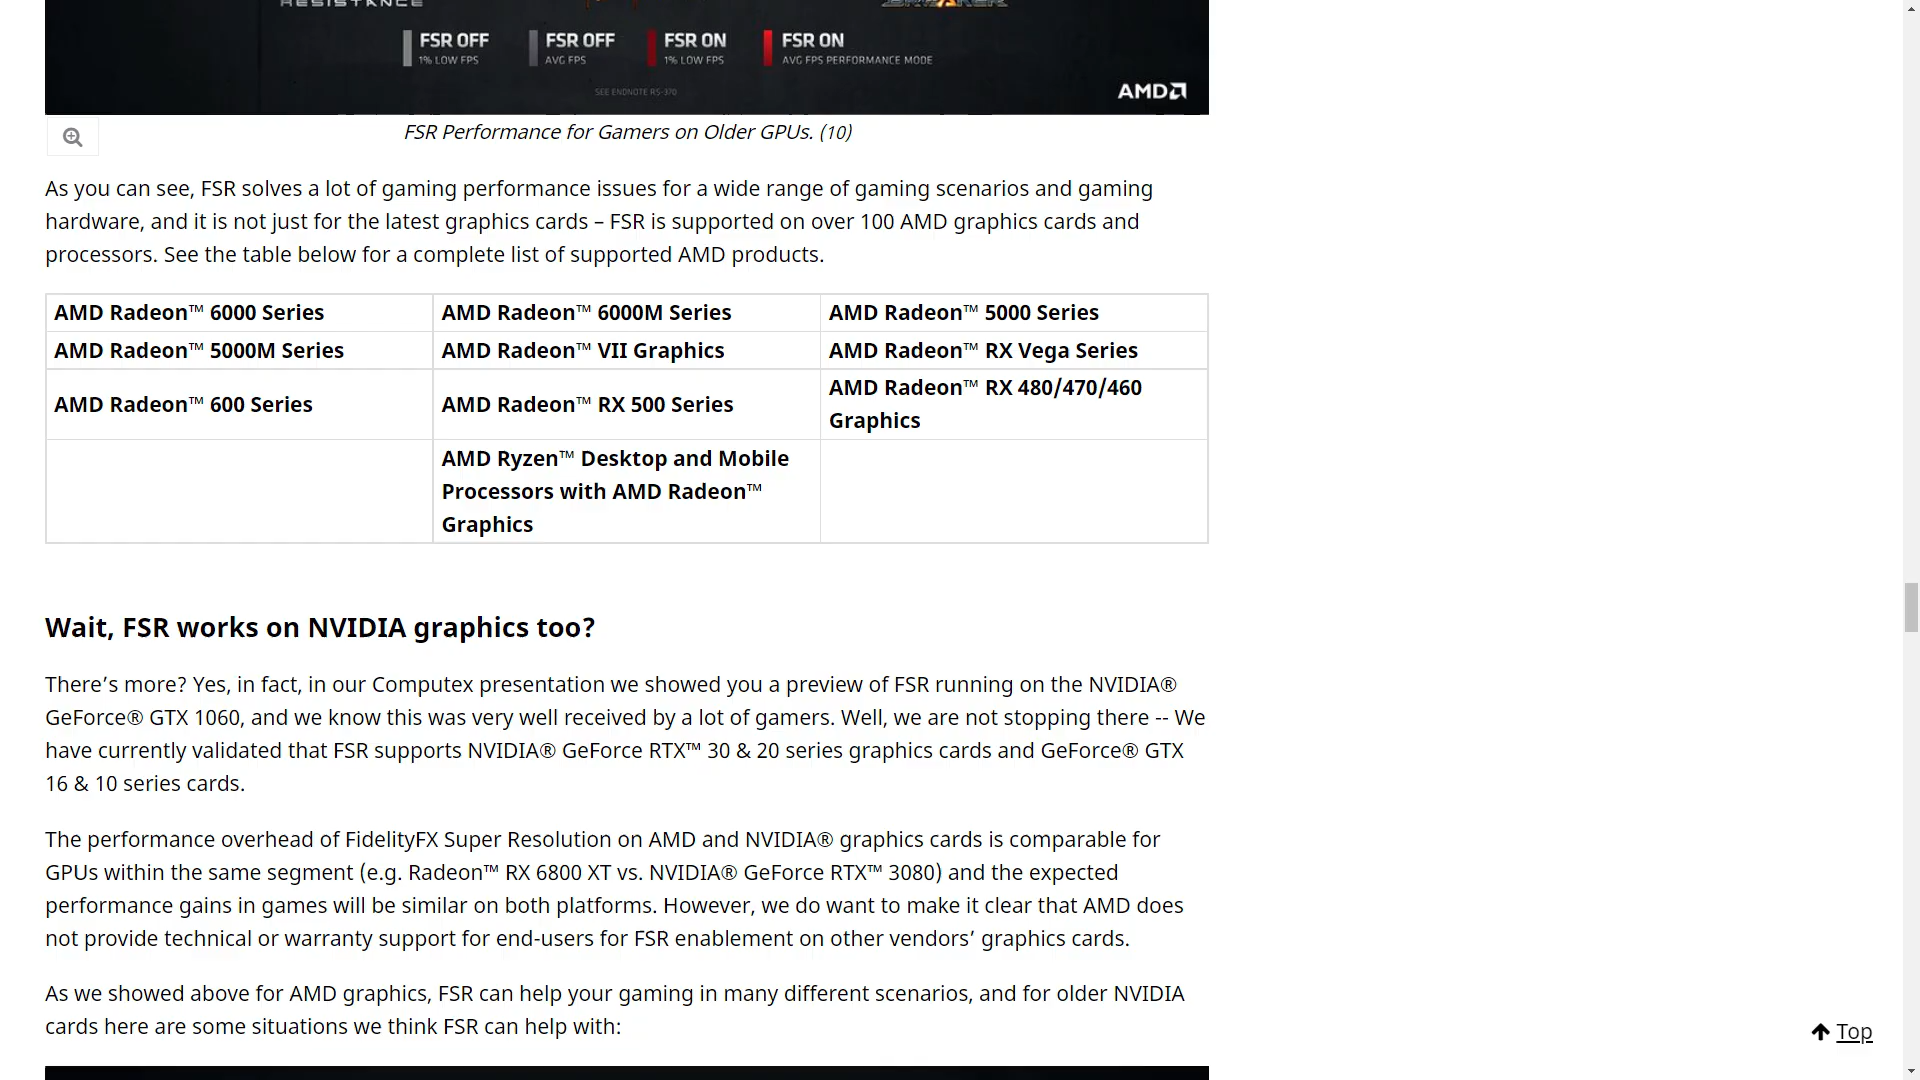 FSR OFF
1% LOW FPS
FSR OFF
AVG FPS
FSR ON
1% LOW FPS
FSR ON
AVG FPS PERFORMANCE MODE
SEE ENDNOTE RS-370
AMD
FSR Performance for Gamers on Older GPUs. (10)
As you can see, FSR solves a lot of gaming performance issues for a wide range of gaming scenarios and gaming
hardware, and it is not just for the latest graphics cards – FSR is supported on over 100 AMD graphics cards and
processors. See the table below for a complete list of supported AMD products.
AMD Radeon™ 6000 Series
AMD Radeon™ 6000M Series
AMD Radeon™ 5000 Series
AMD Radeon™ 5000M Series
AMD Radeon™ VII Graphics
AMD Radeon™ RX Vega Series
AMD Radeon™ 600 Series
AMD Radeon™ RX 500 Series
AMD Radeon™ RX 480/470/460
Graphics
AMD Ryzen™ Desktop and Mobile
Processors with AMD Radeon™
Graphics
Wait, FSR works on NVIDIA graphics too?
There’s more? Yes, in fact, in our Computex presentation we showed you a preview of FSR running on the NVIDIA®
GeForce® GTX 1060, and we know this was very well received by a lot of gamers. Well, we are not stopping there -- We
have currently validated that FSR supports NVIDIA® GeForce RTX™ 30 & 20 series graphics cards and GeForce® GTX
16 & 10 series cards.
The performance overhead of FidelityFX Super Resolution on AMD and NVIDIA® graphics cards is comparable for
GPUs within the same segment (e.g. Radeon™ RX 6800 XT vs. NVIDIA® GeForce RTX™ 3080) and the expected
performance gains in games will be similar on both platforms. However, we do want to make it clear that AMD does
not provide technical or warranty support for end-users for FSR enablement on other vendors’ graphics cards.
As we showed above for AMD graphics, FSR can help your gaming in many different scenarios, and for older NVIDIA
cards here are some situations we think FSR can help with:
Top